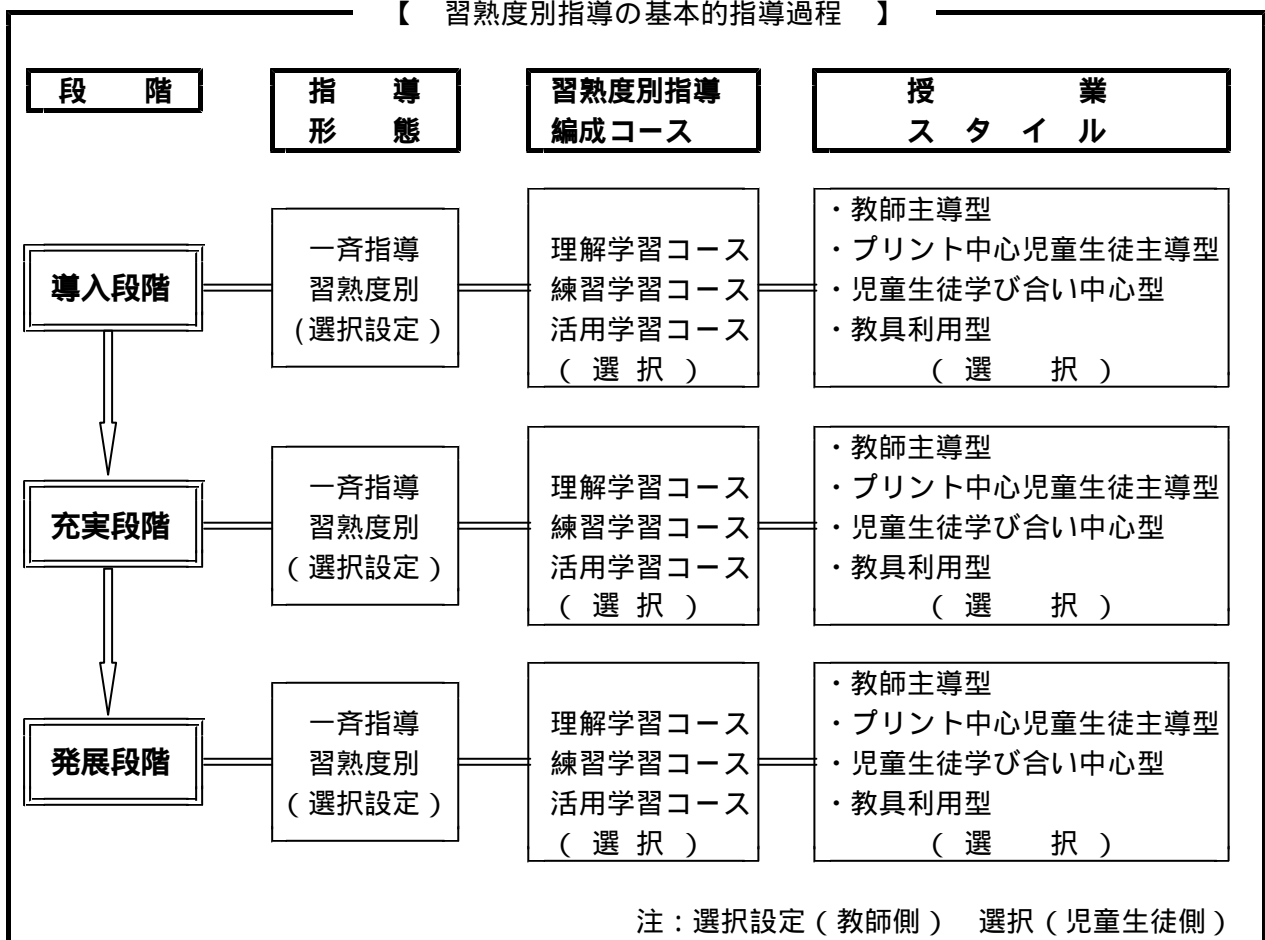 【　習熟度別指導の基本的指導過程　】
段　階
指　導
形　態
習熟度別指導
編成コース
授　業
スタイル
導入段階
一斉指導
習熟度別
(選択設定)
理解学習コース
練習学習コース
活用学習コース
(選択)
・教師主導型
・プリント中心児童生徒主導型
・児童生徒学び合い中心型
・教具利用型
(選　択)
充実段階
一斉指導
習熟度別
(選択設定)
理解学習コース
練習学習コース
活用学習コース
(選択)
・教師主導型
・プリント中心児童生徒主導型
・児童生徒学び合い中心型
・教具利用型
(選　択)
発展段階
一斉指導
習熟度別
(選択設定)
理解学習コース
練習学習コース
活用学習コース
(選択)
・教師主導型
・プリント中心児童生徒主導型
・児童生徒学び合い中心型
・教具利用型
(選　択)
注：選択設定(教師側)　選択(児童生徒側)